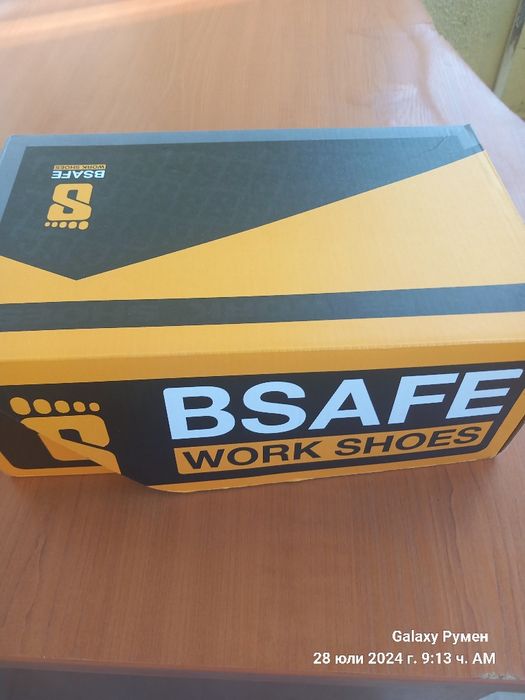 BSAFE
WORK SHOES
BSAFE
WORK SHOES
Galaxy Румен
28 юли 2024 г. 9:13 ч. AM